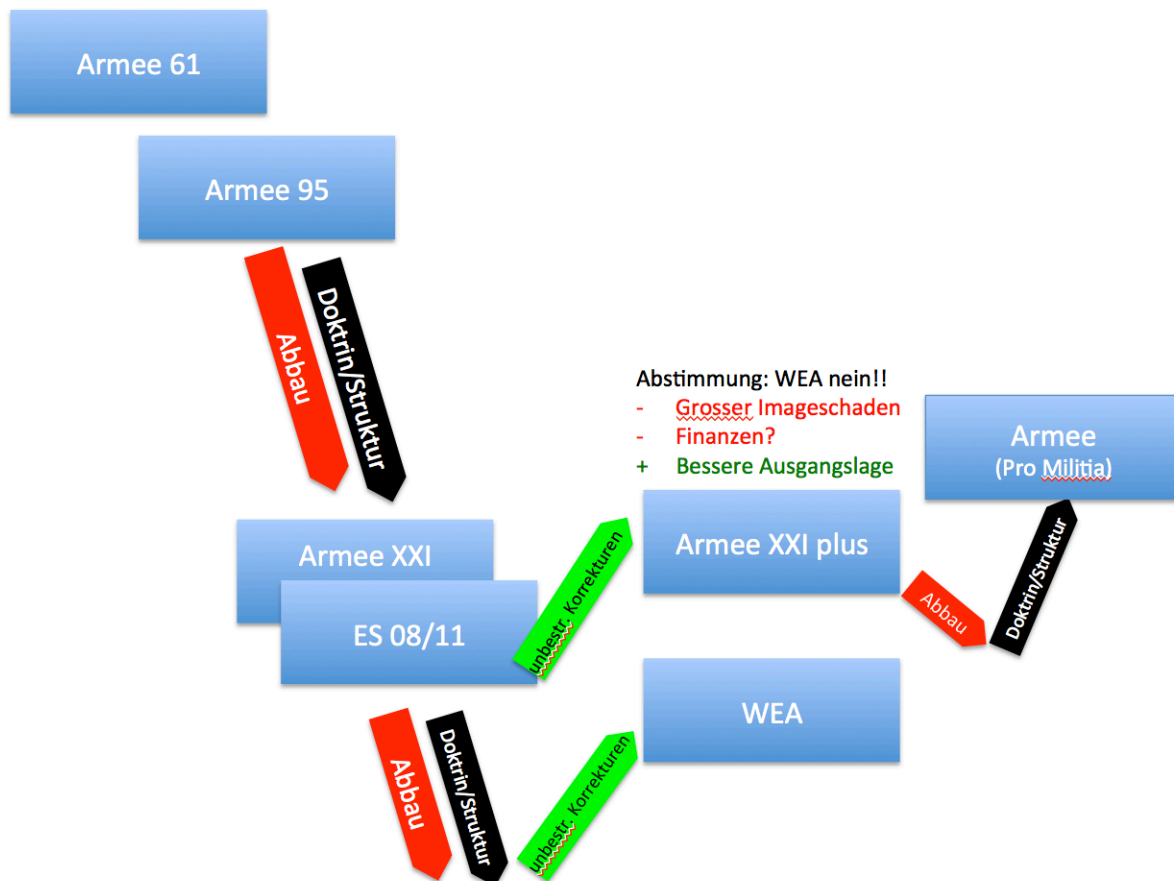 Armee 61
Armee 95
Abbau
Doktrin/Struktur
Abstimmung: WEA nein!!
- Grosser Imageschaden
- Finanzen?
+ Bessere Ausgangslage
Armee
(Pro Militia)
Armee XXI
ES 08/11
unbestr. Korrekturen
Armee XXI plus
Abbau
Doktrin/Struktur
WEA
Abbau
Doktrin/Struktur
unbestr. Korrekturen